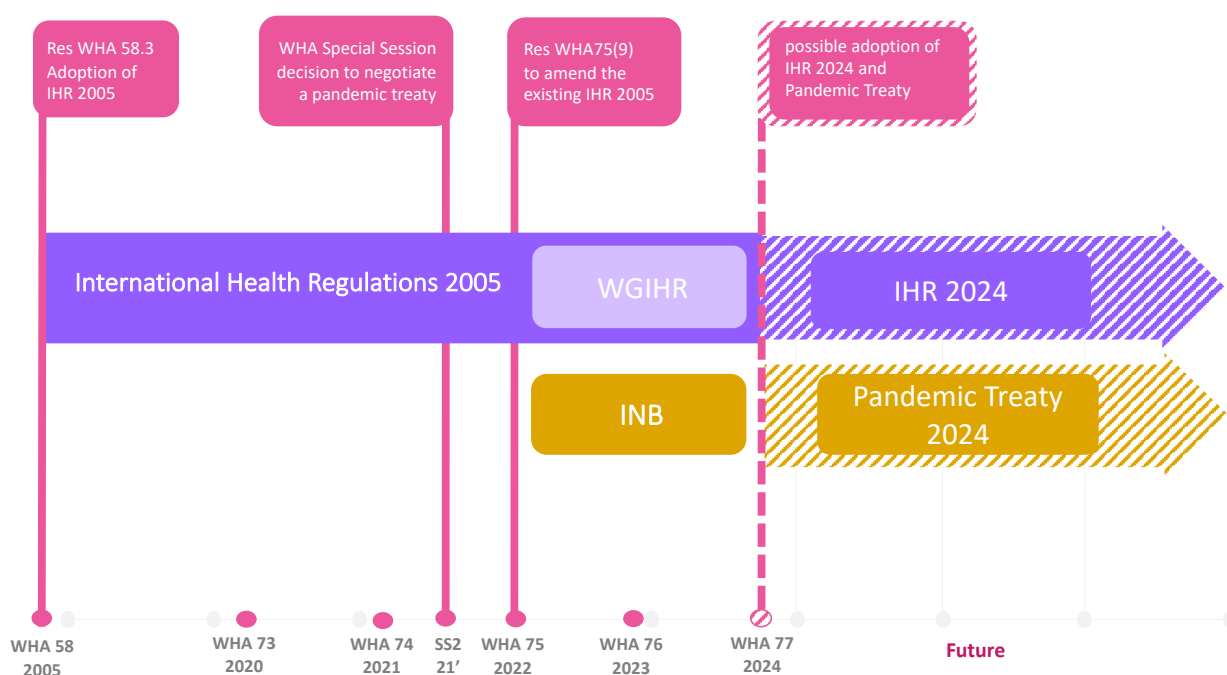 Res WHA 58.3
Adoption of
IHR 2005
WHA Special Session
decision to negotiate
a pandemic treaty
Res WHA75(9)
to amend the
existing IHR 2005
possible adoption of
IHR 2024 and
Pandemic Treaty
International Health Regulations 2005
WGIHR
IHR 2024
INB
Pandemic Treaty
2024
WHA 58
2005
WHA 73
2020
WHA 74
2021
SS2
21'
WHA 75
2022
WHA 76
2023
WHA 77
2024
Future